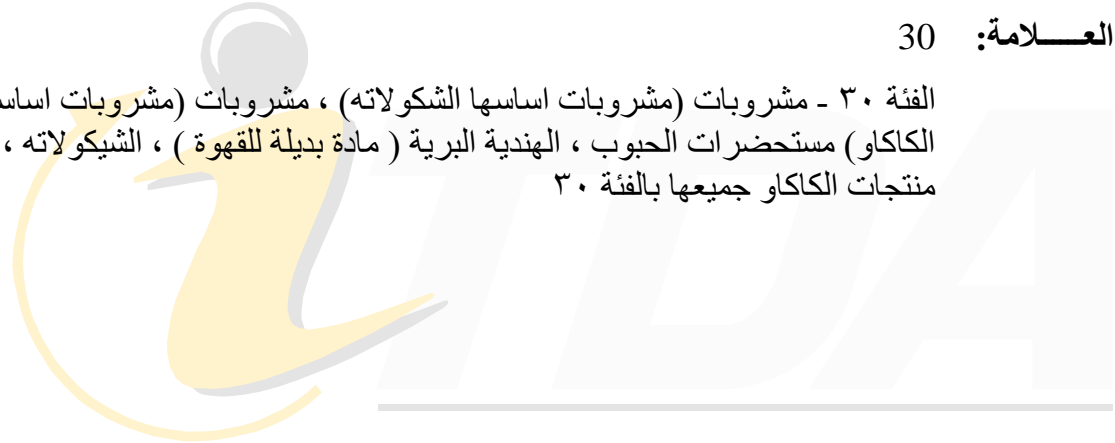 العـــــلامة: 30
الفئة ٣٠ - مشروبات (مشروبات اساسها الشكولاته) ، مشروبات (مشروبات
الكاكاو) مستحضرات الحبوب ، الهندية البرية ( مادة بديلة للقهوة ) ، الشيكولاته ،
منتجات الكاكاو جميعها بالفئة ٣٠
iTDA